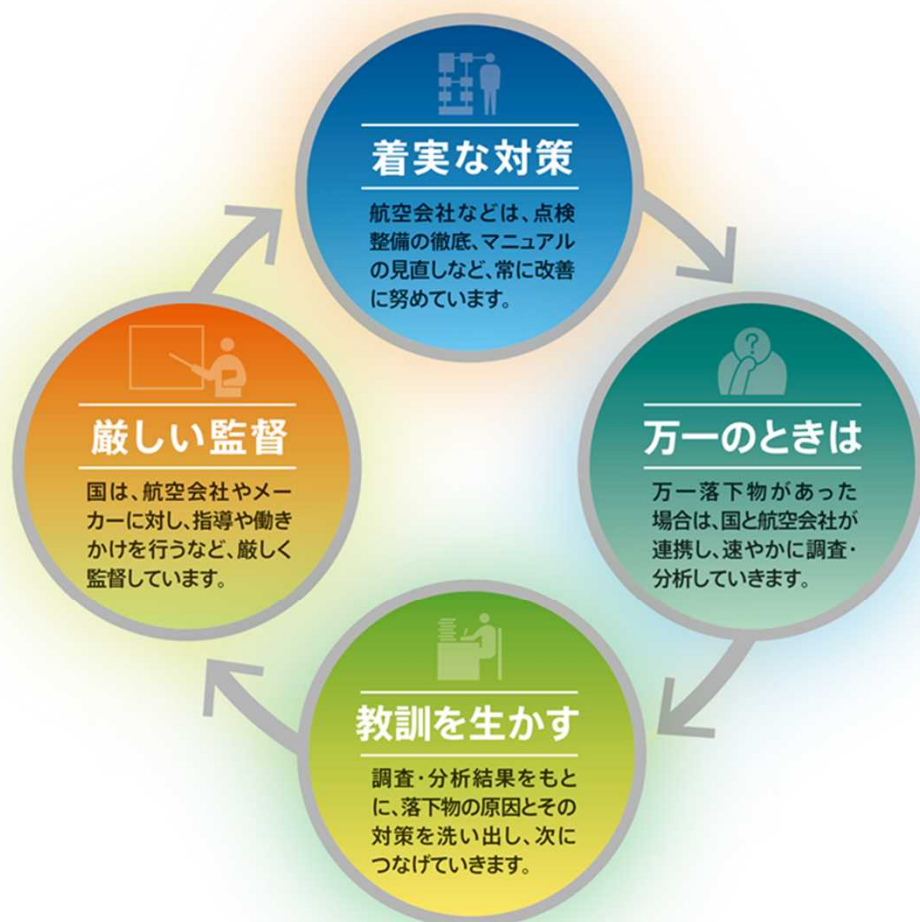 着実な対策
航空会社などは、点検
整備の徹底、マニュアル
の見直しなど、常に改善
に努めています。
万一のときは
万一落下物があった
場合は、国と航空会社が
連携し、速やかに調査・
分析していきます。
教訓を生かす
調査・分析結果をもと
に、落下物の原因とその
対策を洗い出し、次に
つなげていきます。
厳しい監督
国は、航空会社やメー
カーに対し、指導や働き
かけを行うなど、厳しく
監督しています。
?